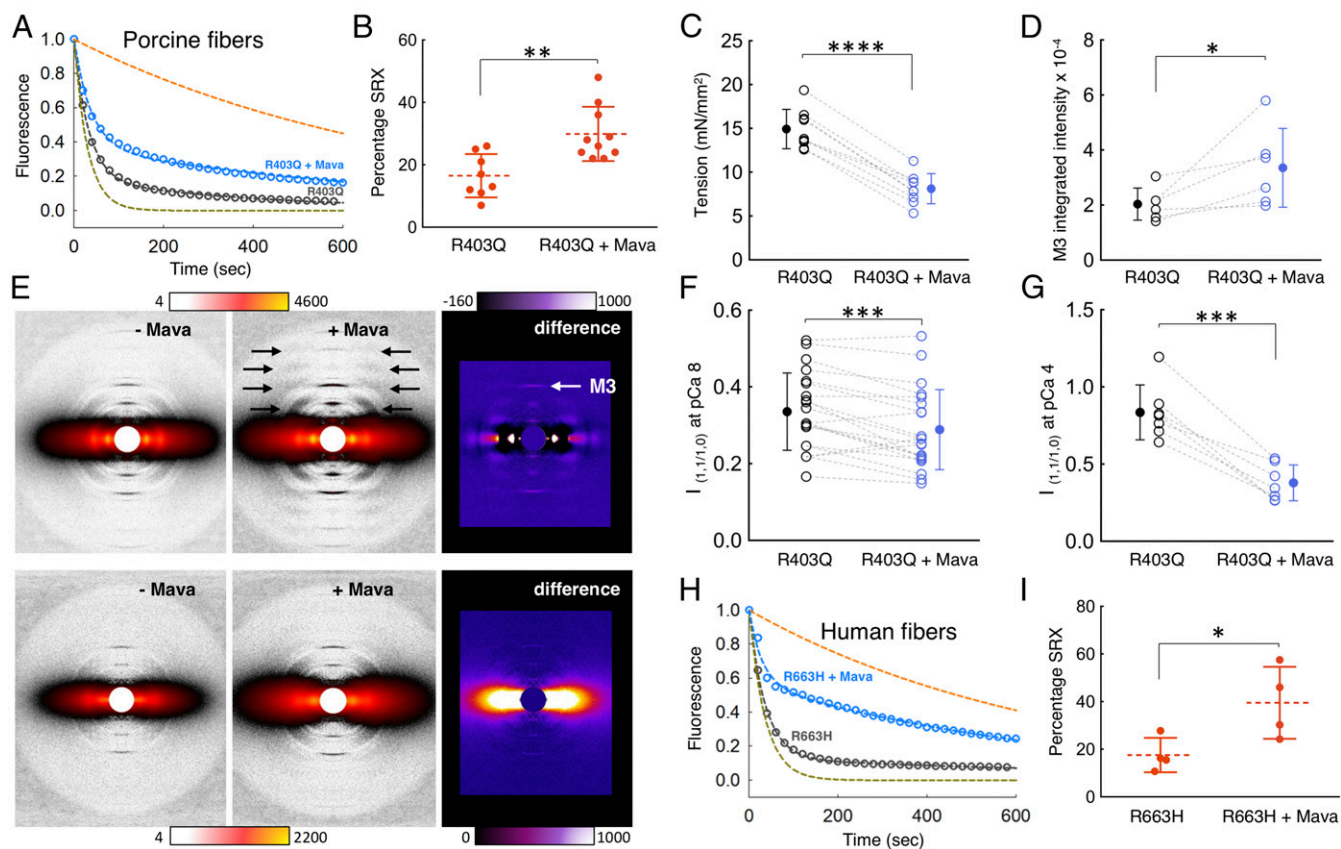 A Porcine fibers
Fluorescence
1.0
0.8
0.6
0.4
0.2
0.0
R403Q + Mava
R403Q
0 200 400 600
Time (sec)
B
Percentage SRX
60
40
20
0
**
R403Q R403Q + Mava
C
Tension (mN/mm²)
25
20
15
10
5
0
****
R403Q R403Q + Mava
D
M3 integrated intensity x 10⁻⁴
8
6
4
2
0
*
R403Q R403Q + Mava
E
4 4600
-160 1000
- Mava + Mava difference
M3
- Mava + Mava difference
4 2200
0 1000
F
I (1,1/1,0) at pCa 8
0.6
0.4
0.2
0.0
***
R403Q R403Q + Mava
G
I (1,1/1,0) at pCa 4
1.5
1.0
0.5
0.0
***
R403Q R403Q + Mava
H Human fibers
Fluorescence
1.0
0.8
0.6
0.4
0.2
0.0
R663H + Mava
R663H
0 200 400 600
Time (sec)
I
Percentage SRX
80
60
40
20
0
*
R663H R663H + Mava